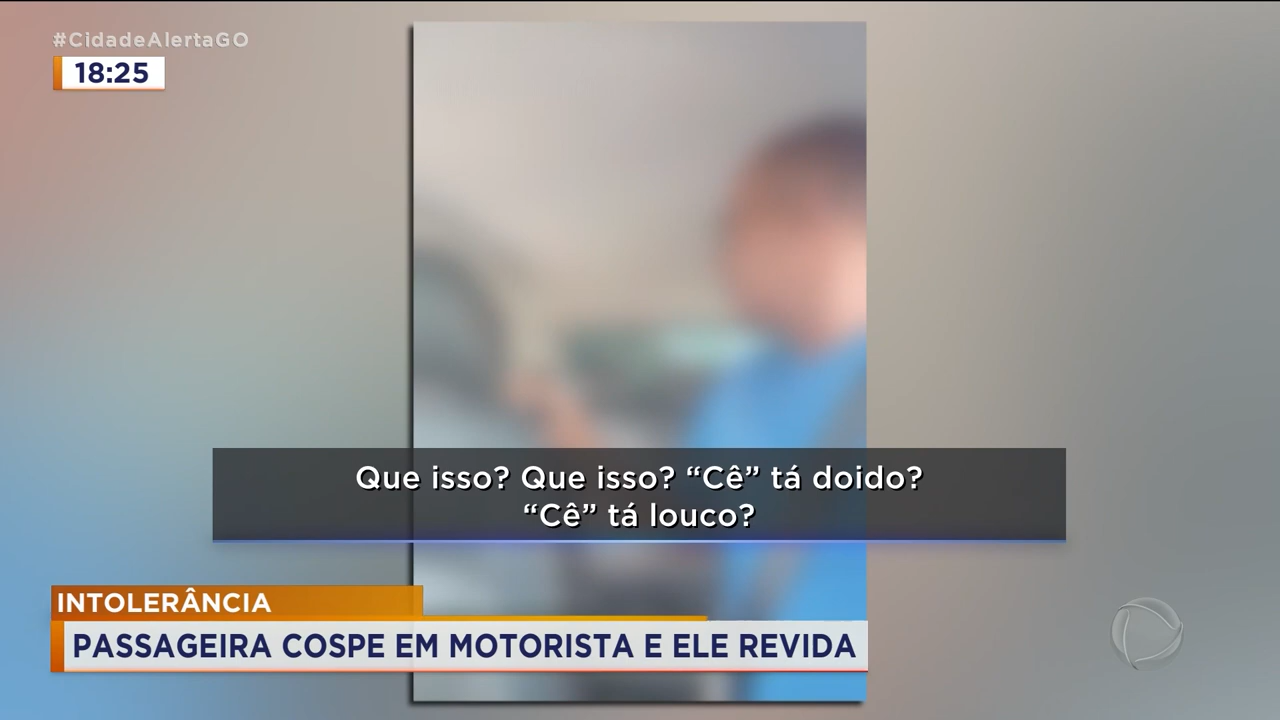 #CidadeAlertaGO
18:25
Que isso? Que isso? “Cê” tá doido?
“Cê” tá louco?
INTOLERÂNCIA
PASSAGEIRA COSPE EM MOTORISTA E ELE REVIDA